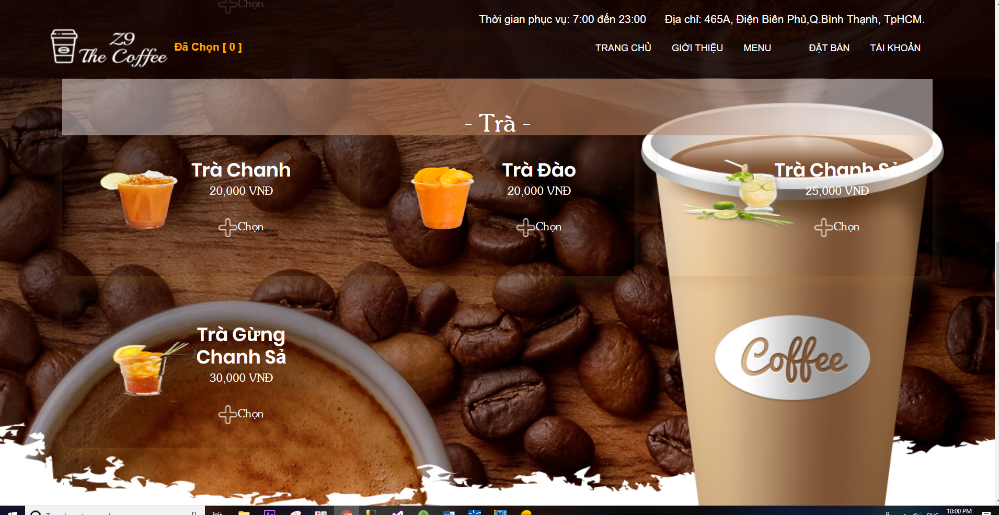 Chọn
Thời gian phục vụ: 7:00 đến 23:00
Địa chỉ: 465A, Điện Biên Phủ,Q.Bình Thạnh, TpHCM.
Z9
The Coffee
Đã Chọn [ 0 ]
TRANG CHỦ
GIỚI THIỆU
MENU
ĐẶT BÀN
TÀI KHOẢN
- Trà -
Trà Chanh
20,000 VNĐ
Chọn
Trà Đào
20,000 VNĐ
Chọn
Trà Chanh Sả
25,000 VNĐ
Chọn
Trà Gừng
Chanh Sả
30,000 VNĐ
Chọn
Coffee
10:00 PM